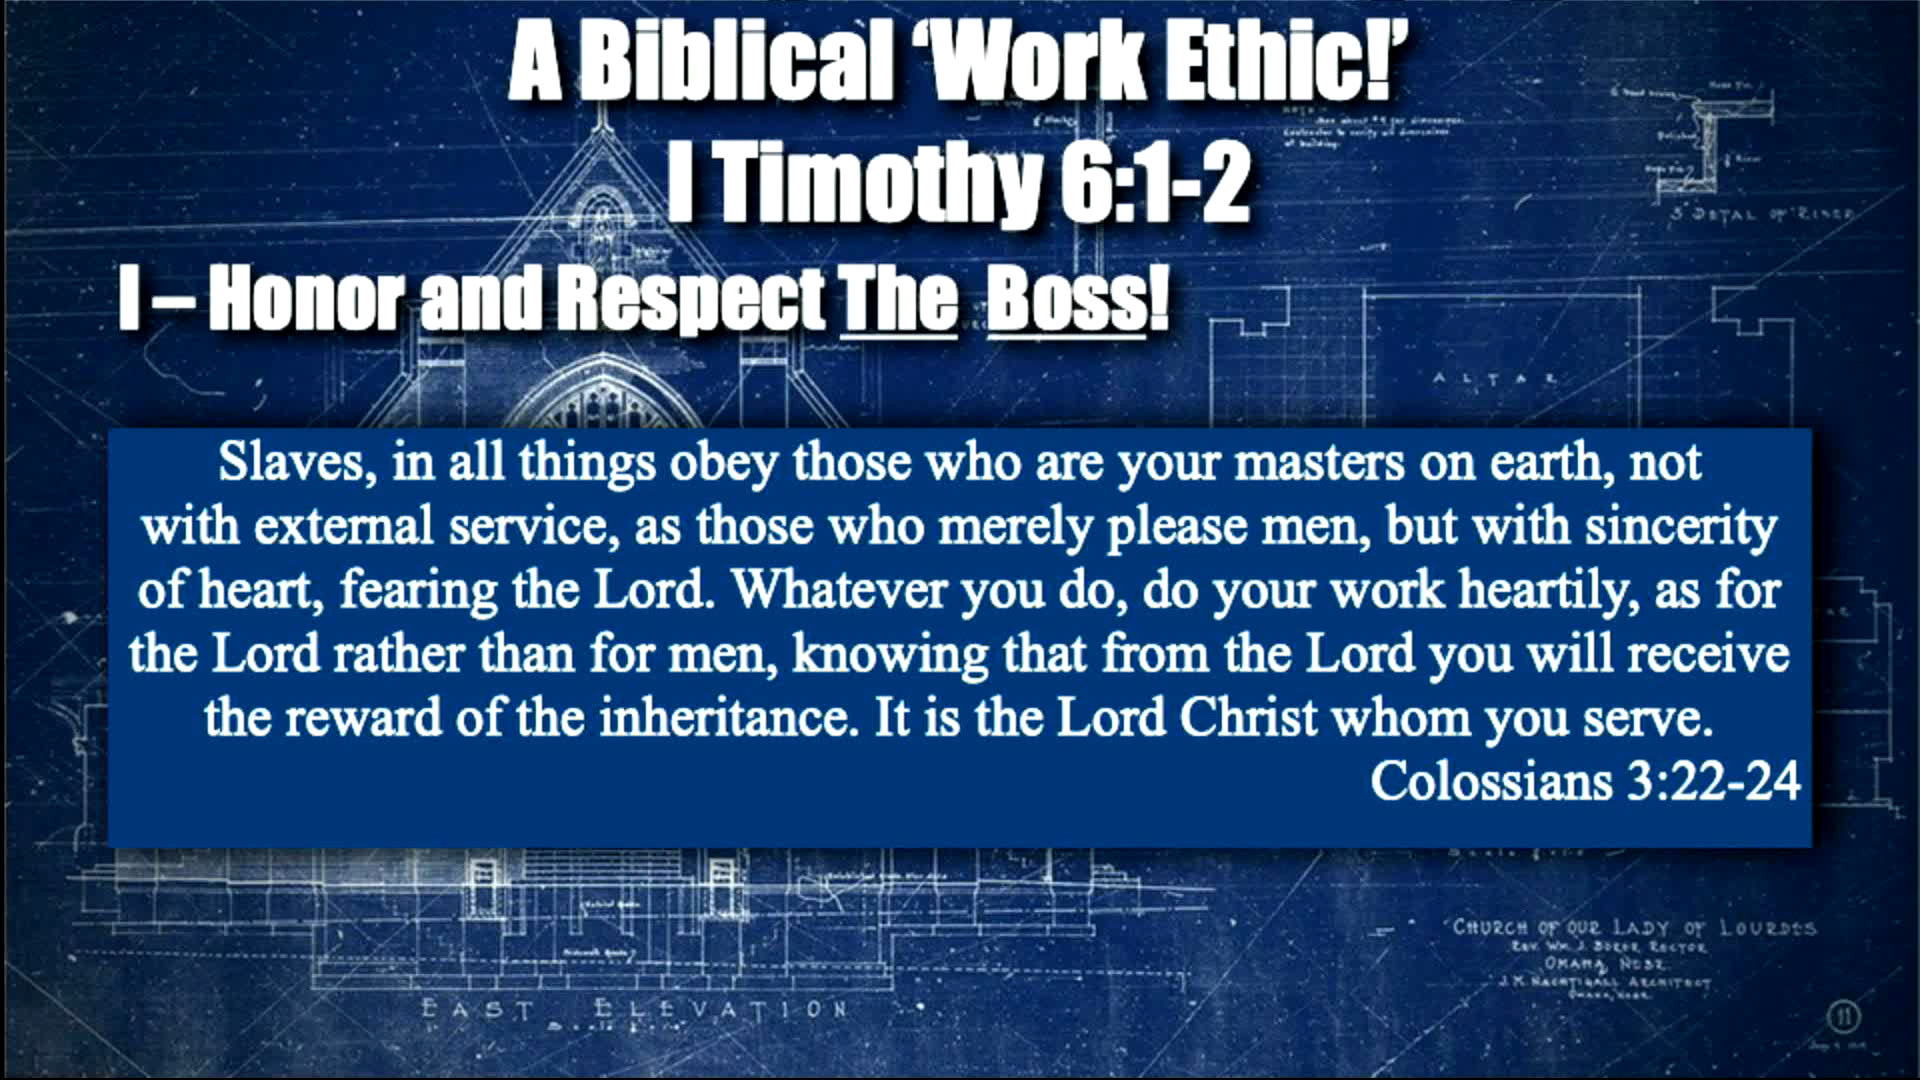 A Biblical ‘Work Ethic!’
I Timothy 6:1-2
I – Honor and Respect The Boss!
ALTAR
Slaves, in all things obey those who are your masters on earth, not
with external service, as those who merely please men, but with sincerity
of heart, fearing the Lord. Whatever you do, do your work heartily, as for
the Lord rather than for men, knowing that from the Lord you will receive
the reward of the inheritance. It is the Lord Christ whom you serve.
Colossians 3:22-24
CHURCH OF OUR LADY OF LOURDES
OMAHA, NEBR.
ARCHITECT
EAST ELEVATION
11